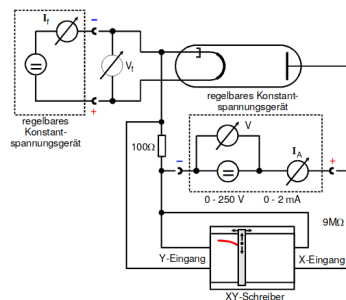 I_f
−
V_f
+
regelbares
Konstant-
spannungsgerät
regelbares Konstant-
spannungsgerät
100Ω
V
I_A
−
+
0 - 250 V
0 - 2 mA
9MΩ
Y-Eingang
X-Eingang
XY-Schreiber